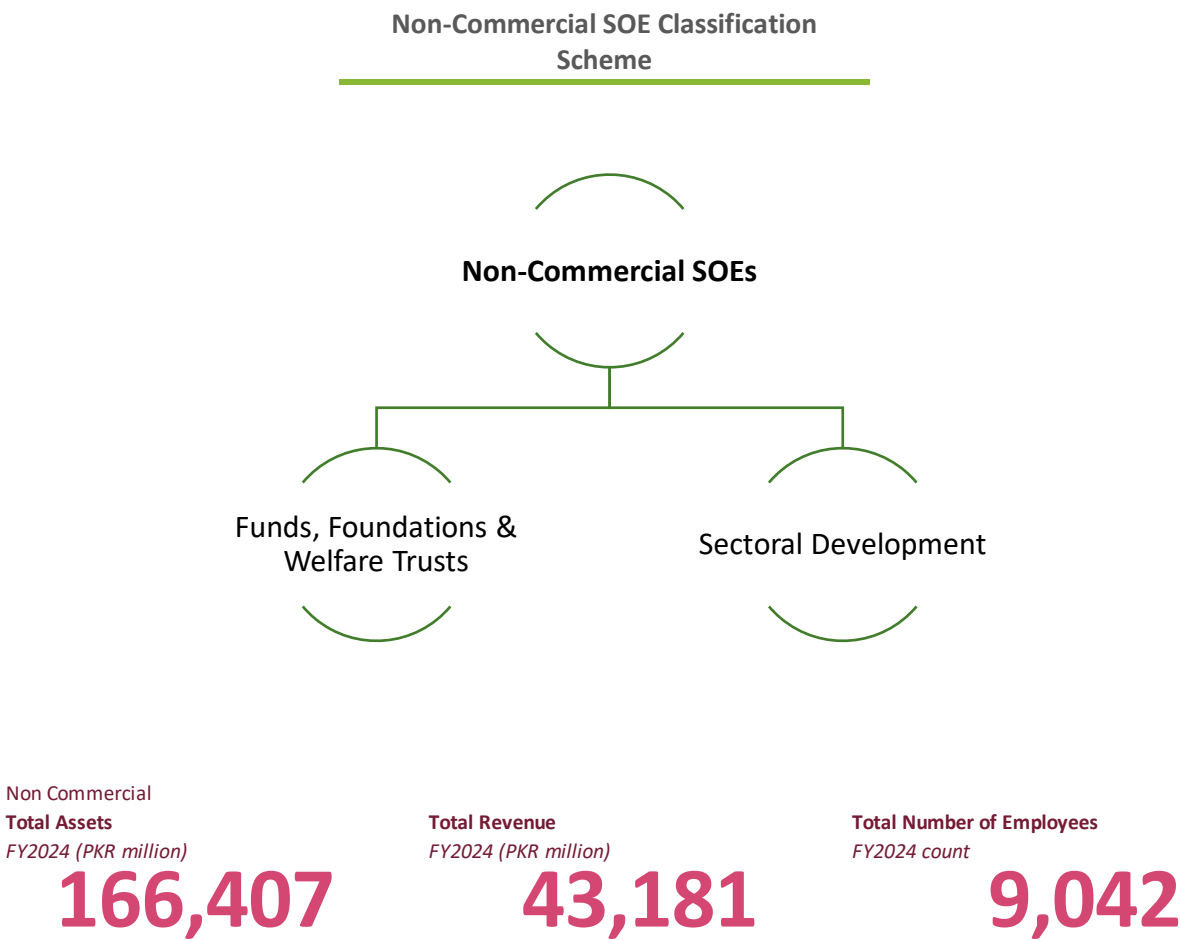 Non-Commercial SOE Classification
Scheme
Non-Commercial SOEs
Funds, Foundations &
Welfare Trusts
Sectoral Development
Non Commercial
Total Assets
FY2024 (PKR million)
166,407
Total Revenue
FY2024 (PKR million)
43,181
Total Number of Employees
FY2024 count
9,042